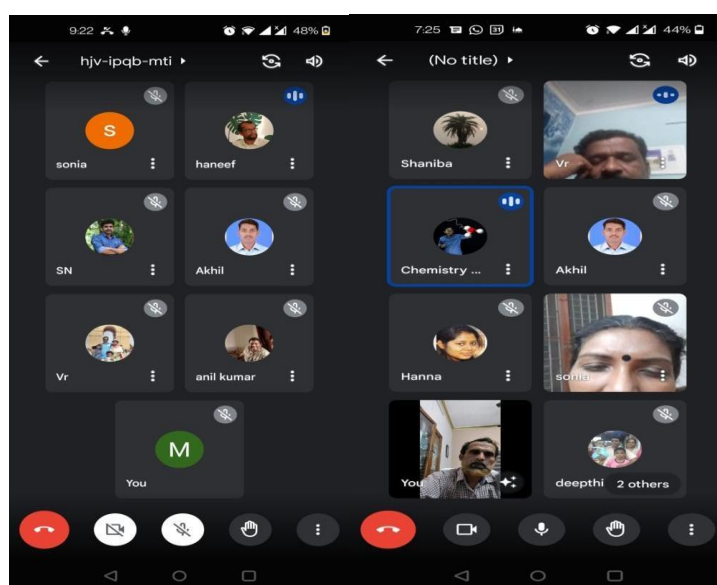 9:22
48%
hjv-ipqb-mti
S
sonia
haneef
SN
Akhil
Vr
anil kumar
M
You
7:25
31
44%
(No title)
Shaniba
Vr
Chemistry ...
Akhil
Hanna
sonia
You
deepthi
2 others